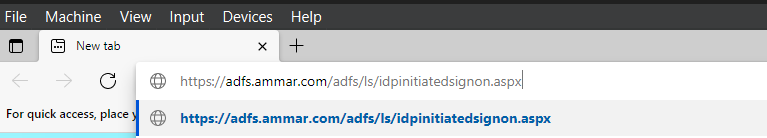 File Machine View Input Devices Help
New tab
https://adfs.ammar.com/adfs/ls/idpinitiatedsignon.aspx
For quick access, place y
https://adfs.ammar.com/adfs/ls/idpinitiatedsignon.aspx